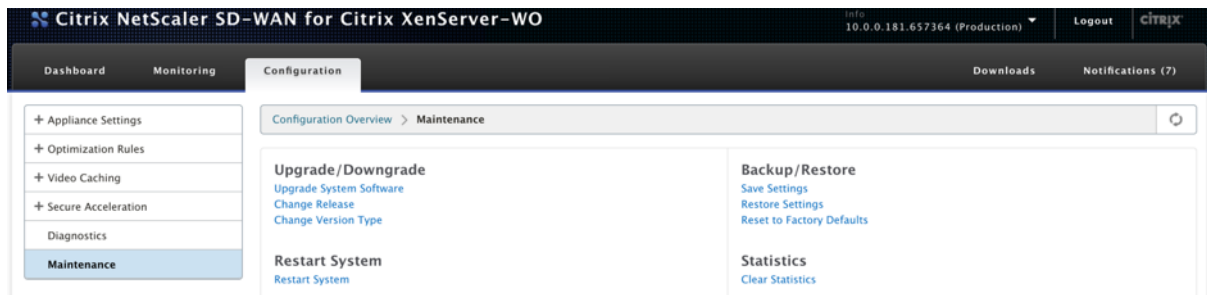 Citrix NetScaler SD-WAN for Citrix XenServer-WO
Info
10.0.0.181.657364 (Production)
Logout
CİTRIX
Dashboard
Monitoring
Configuration
Downloads
Notifications (7)
+ Appliance Settings
+ Optimization Rules
+ Video Caching
+ Secure Acceleration
Diagnostics
Maintenance
Configuration Overview > Maintenance
Upgrade/Downgrade
Upgrade System Software
Change Release
Change Version Type
Restart System
Restart System
Backup/Restore
Save Settings
Restore Settings
Reset to Factory Defaults
Statistics
Clear Statistics